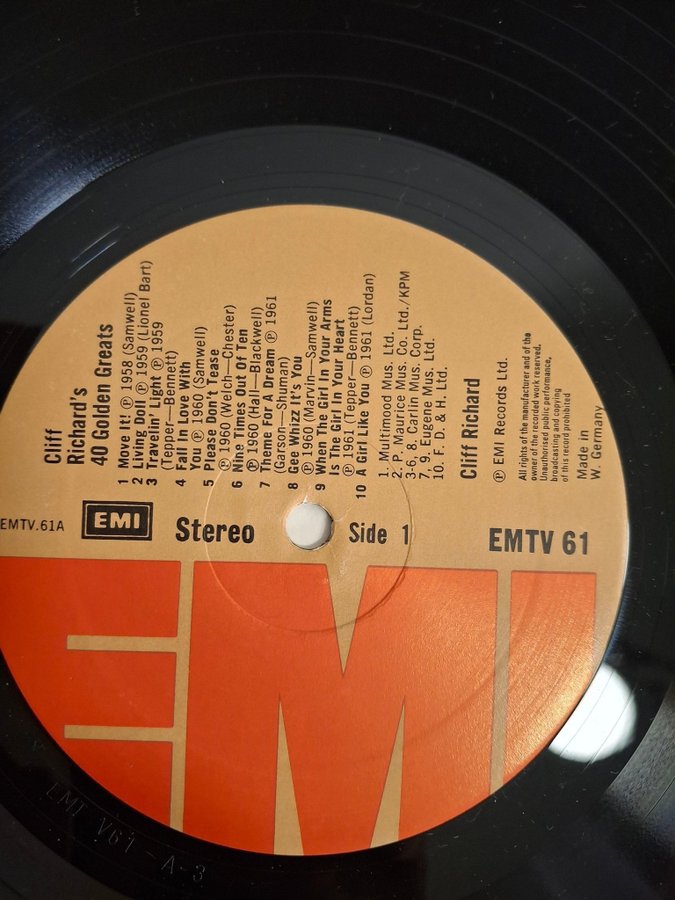 Cliff
Richard's
40 Golden Greats
1 Move It! ℗ 1958 (Samwell)
2 Living Doll ℗ 1959 (Lionel Bart)
3 Travelin' Light ℗ 1959
(Tepper—Bennett)
4 Fall In Love With
You ℗ 1960 (Samwell)
5 Please Don't Tease
℗ 1960 (Welch—Chester)
6 Nine Times Out Of Ten
℗ 1960 (Hall—Blackwell)
7 Theme For A Dream ℗ 1961
(Garson—Shuman)
8 Gee Whizz It's You
℗ 1960 (Marvin—Samwell)
9 When The Girl In Your Arms
Is The Girl In Your Heart
℗ 1961 (Tepper—Bennett)
10 A Girl Like You ℗ 1961 (Lordan)
1. Multimood Mus. Ltd.
2. P. Maurice Mus. Co. Ltd./KPM
3-6, 8. Carlin Mus. Corp.
7, 9. Eugene Mus. Ltd.
10. F. D. & H. Ltd.
Cliff Richard
℗ EMI Records Ltd.
All rights of the manufacturer and of the
owner of the recorded work reserved.
Unauthorised public performance,
broadcasting and copying
of this record prohibited
Made in
W. Germany
EMTV.61A
EMI
Stereo
Side 1
EMTV 61
EMI
EMT V61 - A-3